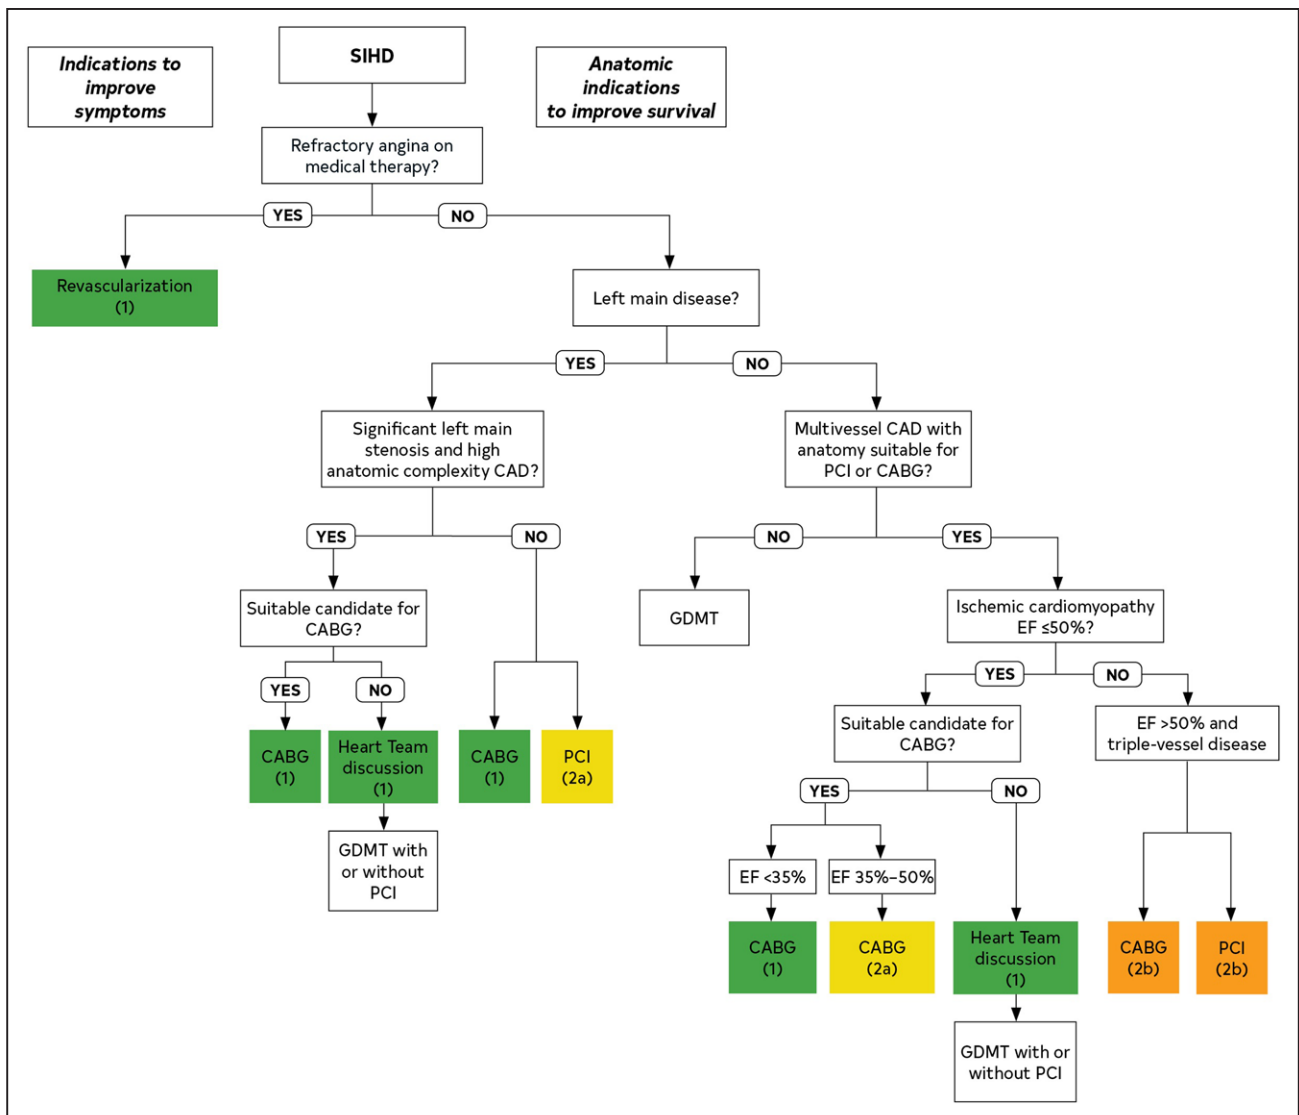 Indications to
improve
symptoms
SIHD
Anatomic
indications
to improve survival
Refractory angina on
medical therapy?
YES
NO
Revascularization
(1)
Left main disease?
YES
NO
Significant left main
stenosis and high
anatomic complexity CAD?
Multivessel CAD with
anatomy suitable for
PCI or CABG?
YES
NO
NO
YES
Suitable candidate for
CABG?
GDMT
Ischemic cardiomyopathy
EF ≤50%?
YES
NO
YES
NO
CABG
(1)
Heart Team
discussion
(1)
CABG
(1)
PCI
(2a)
Suitable candidate for
CABG?
EF >50% and
triple-vessel disease
GDMT with
or without
PCI
YES
NO
EF <35%
EF 35%–50%
CABG
(1)
CABG
(2a)
Heart Team
discussion
(1)
CABG
(2b)
PCI
(2b)
GDMT with or
without PCI